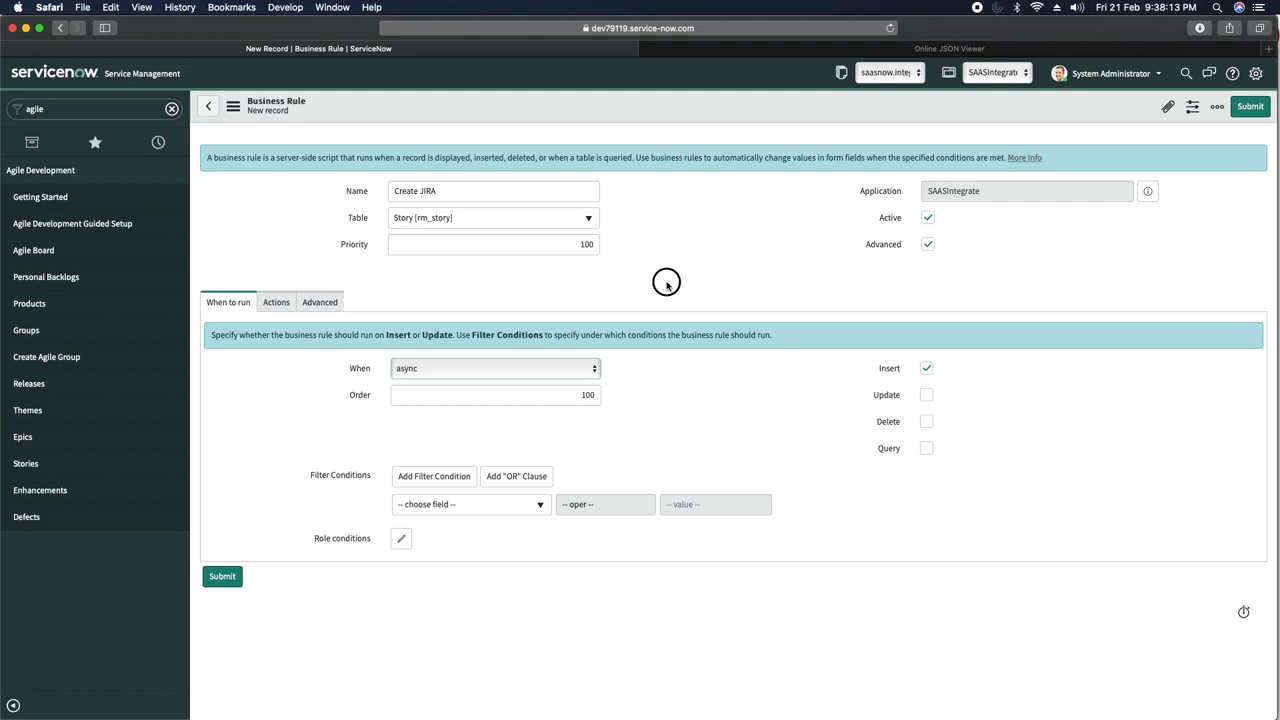 Safari File Edit View History Bookmarks Develop Window Help Fri 21 Feb 9:38:13 PM
dev79119.service-now.com
New Record | Business Rule | ServiceNow Online JSON Viewer
servicenow Service Management saasnow.inte SAASIntegrate System Administrator
agile
Business Rule
New record
Submit
A business rule is a server-side script that runs when a record is displayed, inserted, deleted, or when a table is queried. Use business rules to automatically change values in form fields when the specified conditions are met. More Info
Agile Development
Getting Started
Agile Development Guided Setup
Agile Board
Personal Backlogs
Products
Groups
Create Agile Group
Releases
Themes
Epics
Stories
Enhancements
Defects
Name Create JIRA Application SAASIntegrate
Table Story [rm_story] Active
Priority 100 Advanced
When to run Actions Advanced
Specify whether the business rule should run on Insert or Update. Use Filter Conditions to specify under which conditions the business rule should run.
When async Insert
Order 100 Update
Delete
Query
Filter Conditions Add Filter Condition Add "OR" Clause
-- choose field -- -- oper -- -- value --
Role conditions
Submit